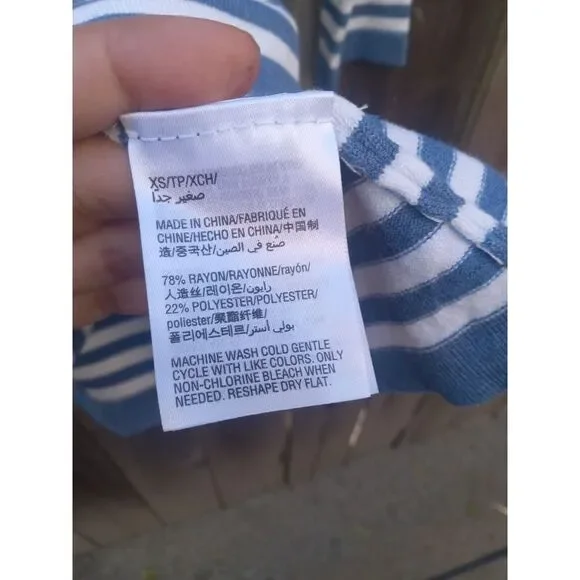 XS/TP/XCH/
صغير جداً
MADE IN CHINA/FABRIQUÉ EN
CHINE/HECHO EN CHINA/中国制
造/중국산/صُنع في الصين
78% RAYON/RAYONNE/rayón/
人造丝/레이온/رايون
22% POLYESTER/POLYESTER/
poliester/聚酯纤维/
폴리에스테르/بولي أستر
MACHINE WASH COLD GENTLE
CYCLE WITH LIKE COLORS. ONLY
NON-CHLORINE BLEACH WHEN
NEEDED. RESHAPE DRY FLAT.